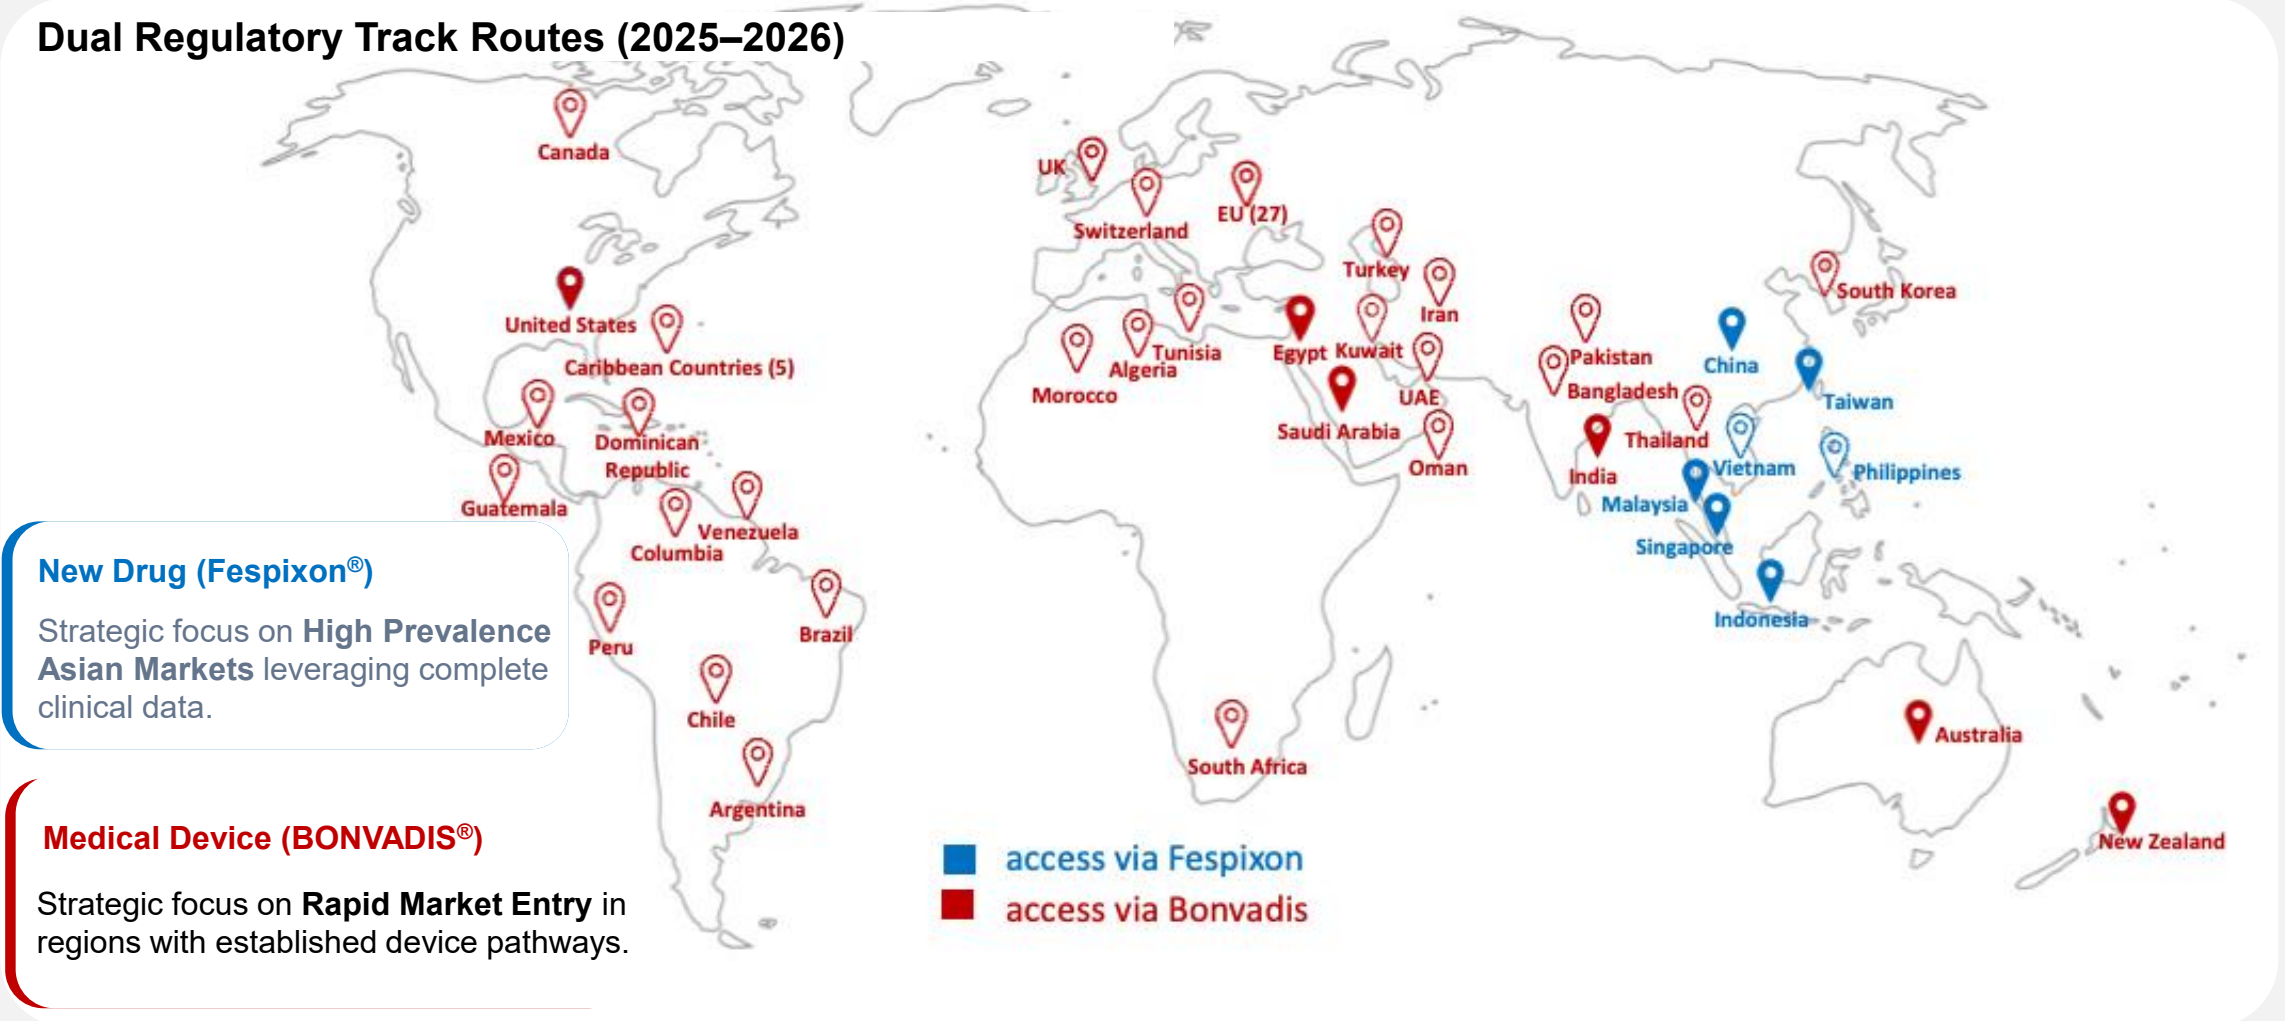 Dual Regulatory Track Routes (2025–2026)
Canada
UK
Switzerland
EU (27)
Turkey
Iran
South Korea
United States
Caribbean Countries (5)
Tunisia
Algeria
Morocco
Egypt
Kuwait
UAE
Saudi Arabia
Oman
Pakistan
Bangladesh
China
Taiwan
Mexico
Dominican
Republic
Guatemala
Venezuela
Columbia
India
Thailand
Vietnam
Philippines
Malaysia
Singapore
Indonesia
Peru
Brazil
Chile
Argentina
South Africa
Australia
New Zealand
New Drug (Fespixon®)
Strategic focus on High Prevalence
Asian Markets leveraging complete
clinical data.
Medical Device (BONVADIS®)
Strategic focus on Rapid Market Entry in
regions with established device pathways.
access via Fespixon
access via Bonvadis